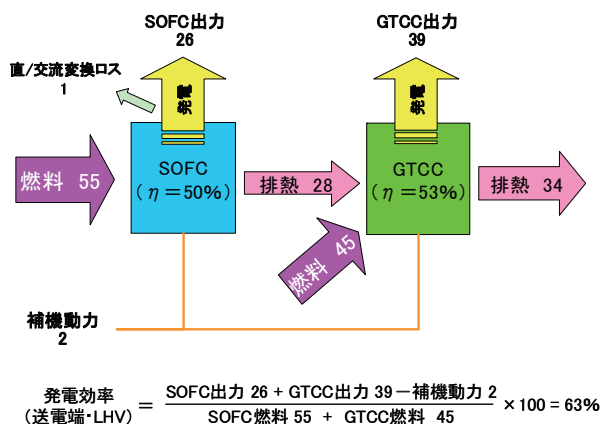 SOFC出力
26
GTCC出力
39
直/交流変換ロス
1
発電
発電
燃料 55
SOFC
(η=50%)
排熱 28
GTCC
(η=53%)
排熱 34
燃料 45
補機動力
2
発電効率
(送電端・LHV)
=
SOFC出力 26 + GTCC出力 39-補機動力 2
SOFC燃料 55 + GTCC燃料 45
×100 = 63%